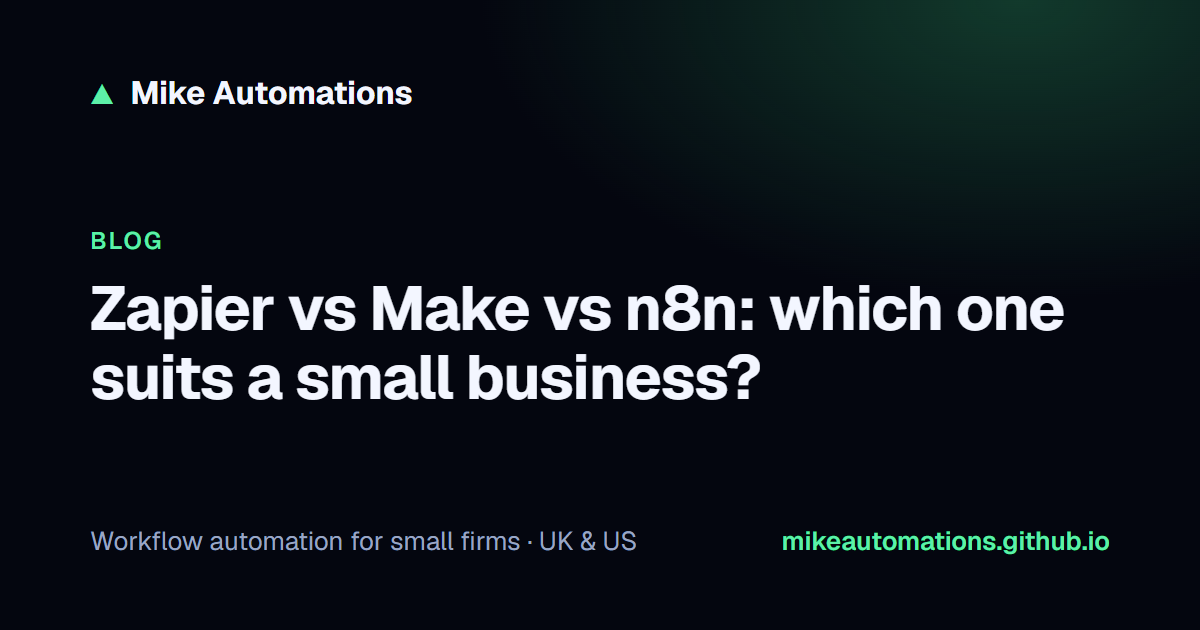 Mike Automations
BLOG
Zapier vs Make vs n8n: which one
suits a small business?
Workflow automation for small firms · UK & US
mikeautomations.github.io